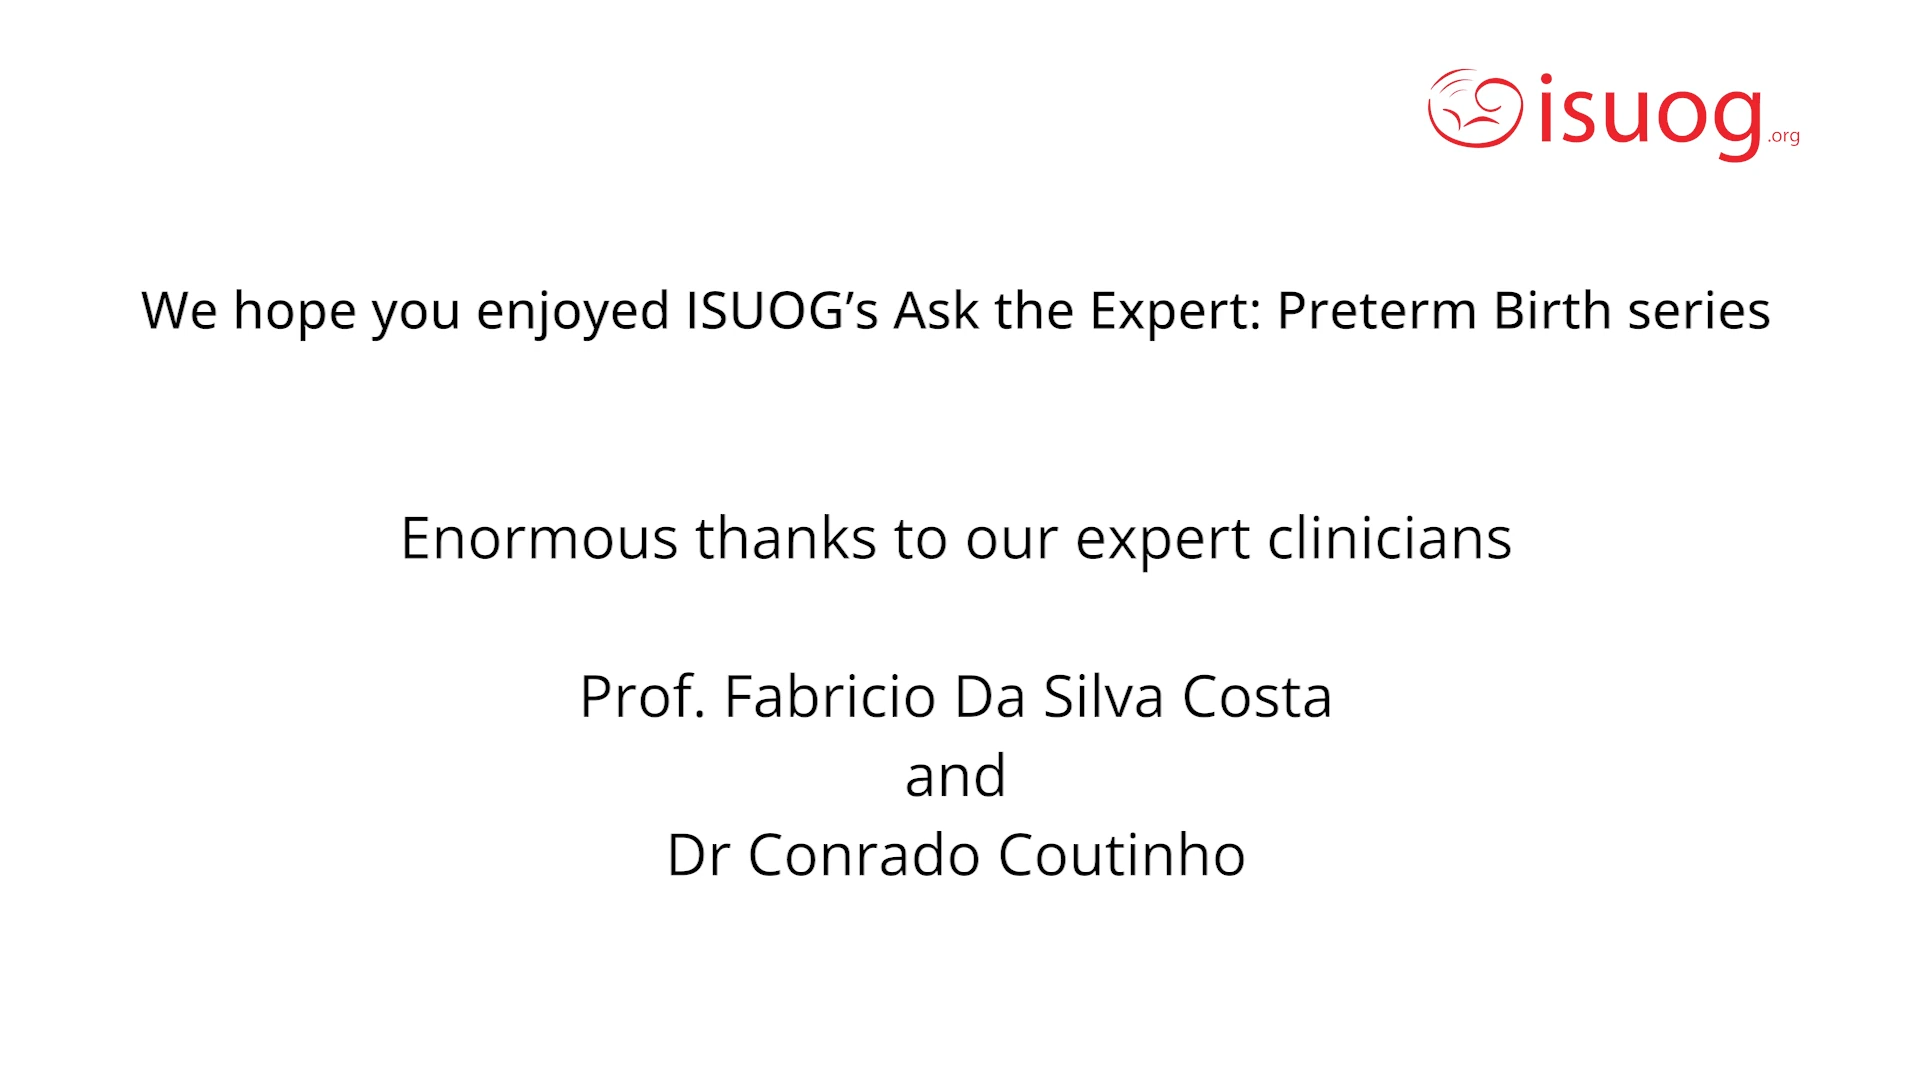 isuog.org
We hope you enjoyed ISUOG’s Ask the Expert: Preterm Birth series
Enormous thanks to our expert clinicians
Prof. Fabricio Da Silva Costa
and
Dr Conrado Coutinho